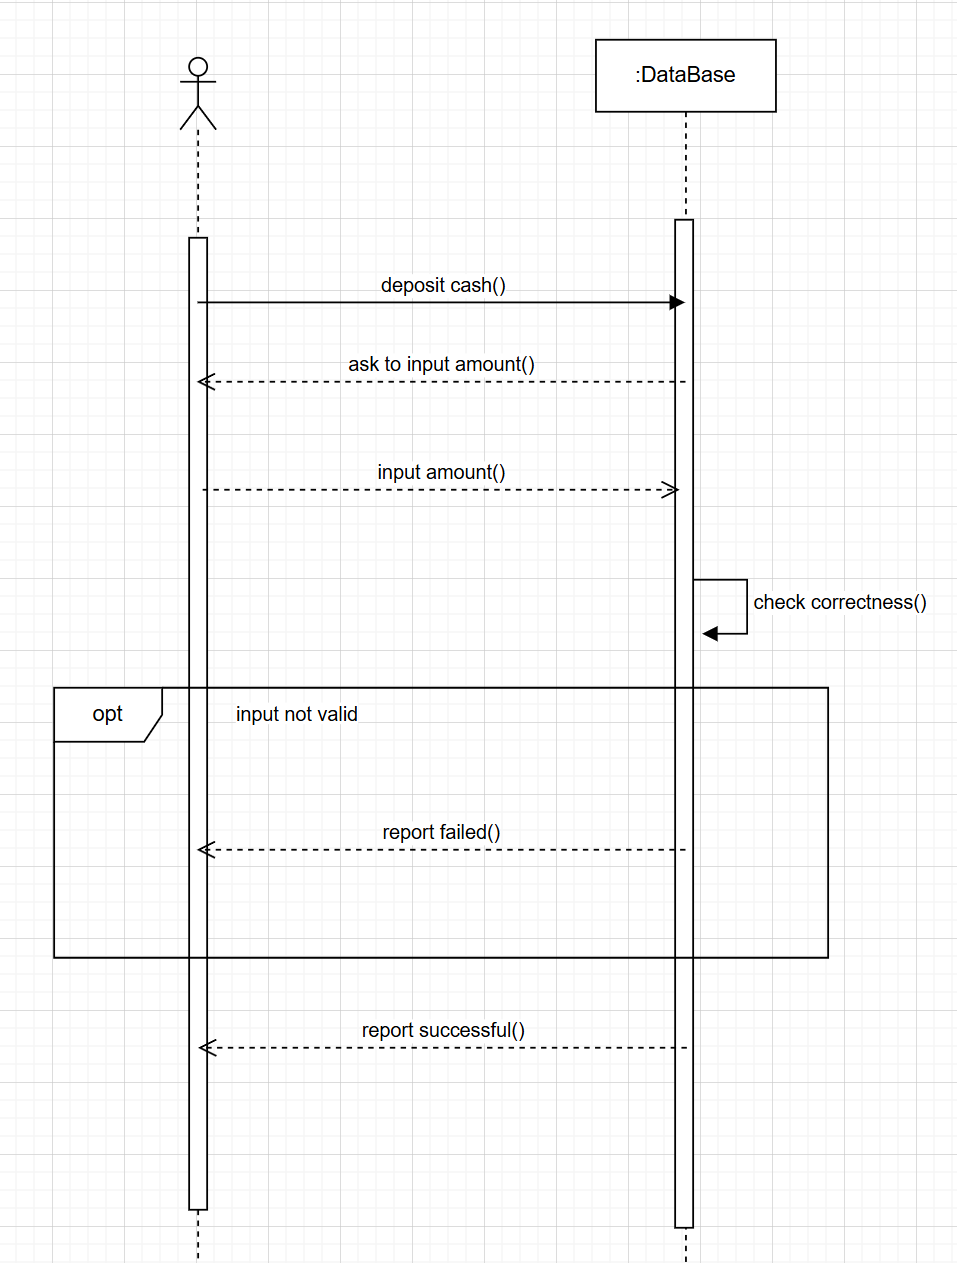 :DataBase
deposit cash()
ask to input amount()
input amount()
check correctness()
opt
input not valid
report failed()
report successful()